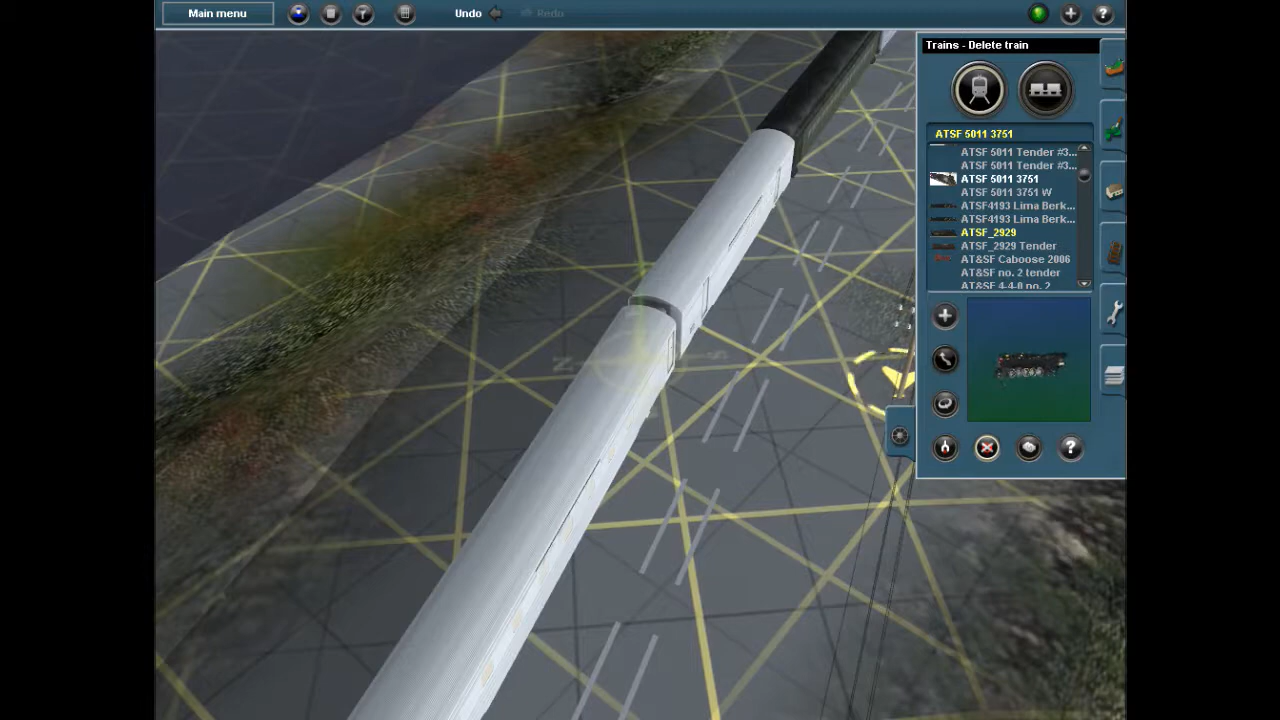 Main menu
Undo
Redo
Trains - Delete train
ATSF 5011 3751
ATSF 5011 Tender #3...
ATSF 5011 Tender #3...
ATSF 5011 3751
ATSF 5011 3751 W
ATSF4193 Lima Berk...
ATSF4193 Lima Berk...
ATSF_2929
ATSF_2929 Tender
AT&SF Caboose 2006
AT&SF no. 2 tender
AT&SF 4-4-0 no. 2
N
S